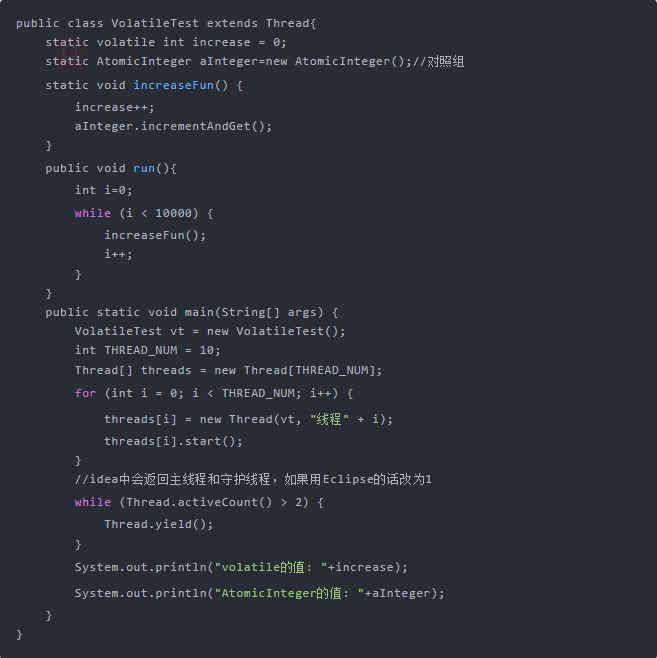 public class VolatileTest extends Thread{
    static volatile int increase = 0;
    static AtomicInteger aInteger=new AtomicInteger();//对照组
    static void increaseFun() {
        increase++;
        aInteger.incrementAndGet();
    }
    public void run(){
        int i=0;
        while (i < 10000) {
            increaseFun();
            i++;
        }
    }
    public static void main(String[] args) {
        VolatileTest vt = new VolatileTest();
        int THREAD_NUM = 10;
        Thread[] threads = new Thread[THREAD_NUM];
        for (int i = 0; i < THREAD_NUM; i++) {
            threads[i] = new Thread(vt, "线程" + i);
            threads[i].start();
        }
        //idea中会返回主线程和守护线程，如果用Eclipse的话改为1
        while (Thread.activeCount() > 2) {
            Thread.yield();
        }
        System.out.println("volatile的值: "+increase);
        System.out.println("AtomicInteger的值: "+aInteger);
    }
}